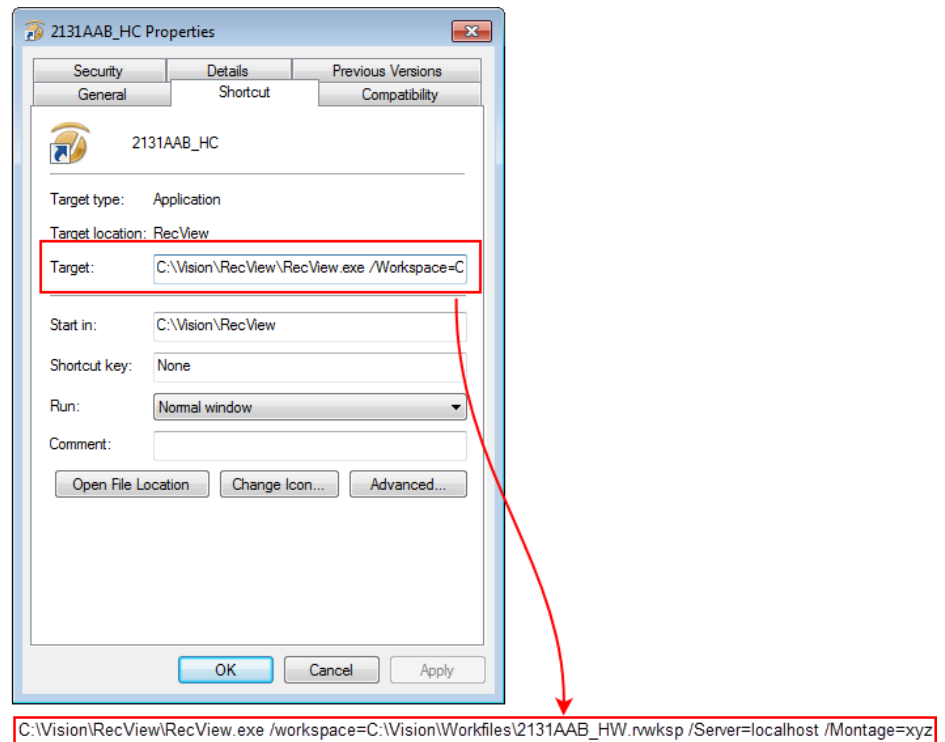 2131AAB_HC Properties
Security Details Previous Versions
General Shortcut Compatibility
2131AAB_HC
Target type: Application
Target location: RecView
Target: C:\Vision\RecView\RecView.exe /Workspace=C
Start in: C:\Vision\RecView
Shortcut key: None
Run: Normal window
Comment:
Open File Location Change Icon... Advanced...
OK Cancel Apply
C:\Vision\RecView\RecView.exe /workspace=C:\Vision\Workfiles\2131AAB_HW.rwksp /Server=localhost /Montage=xyz